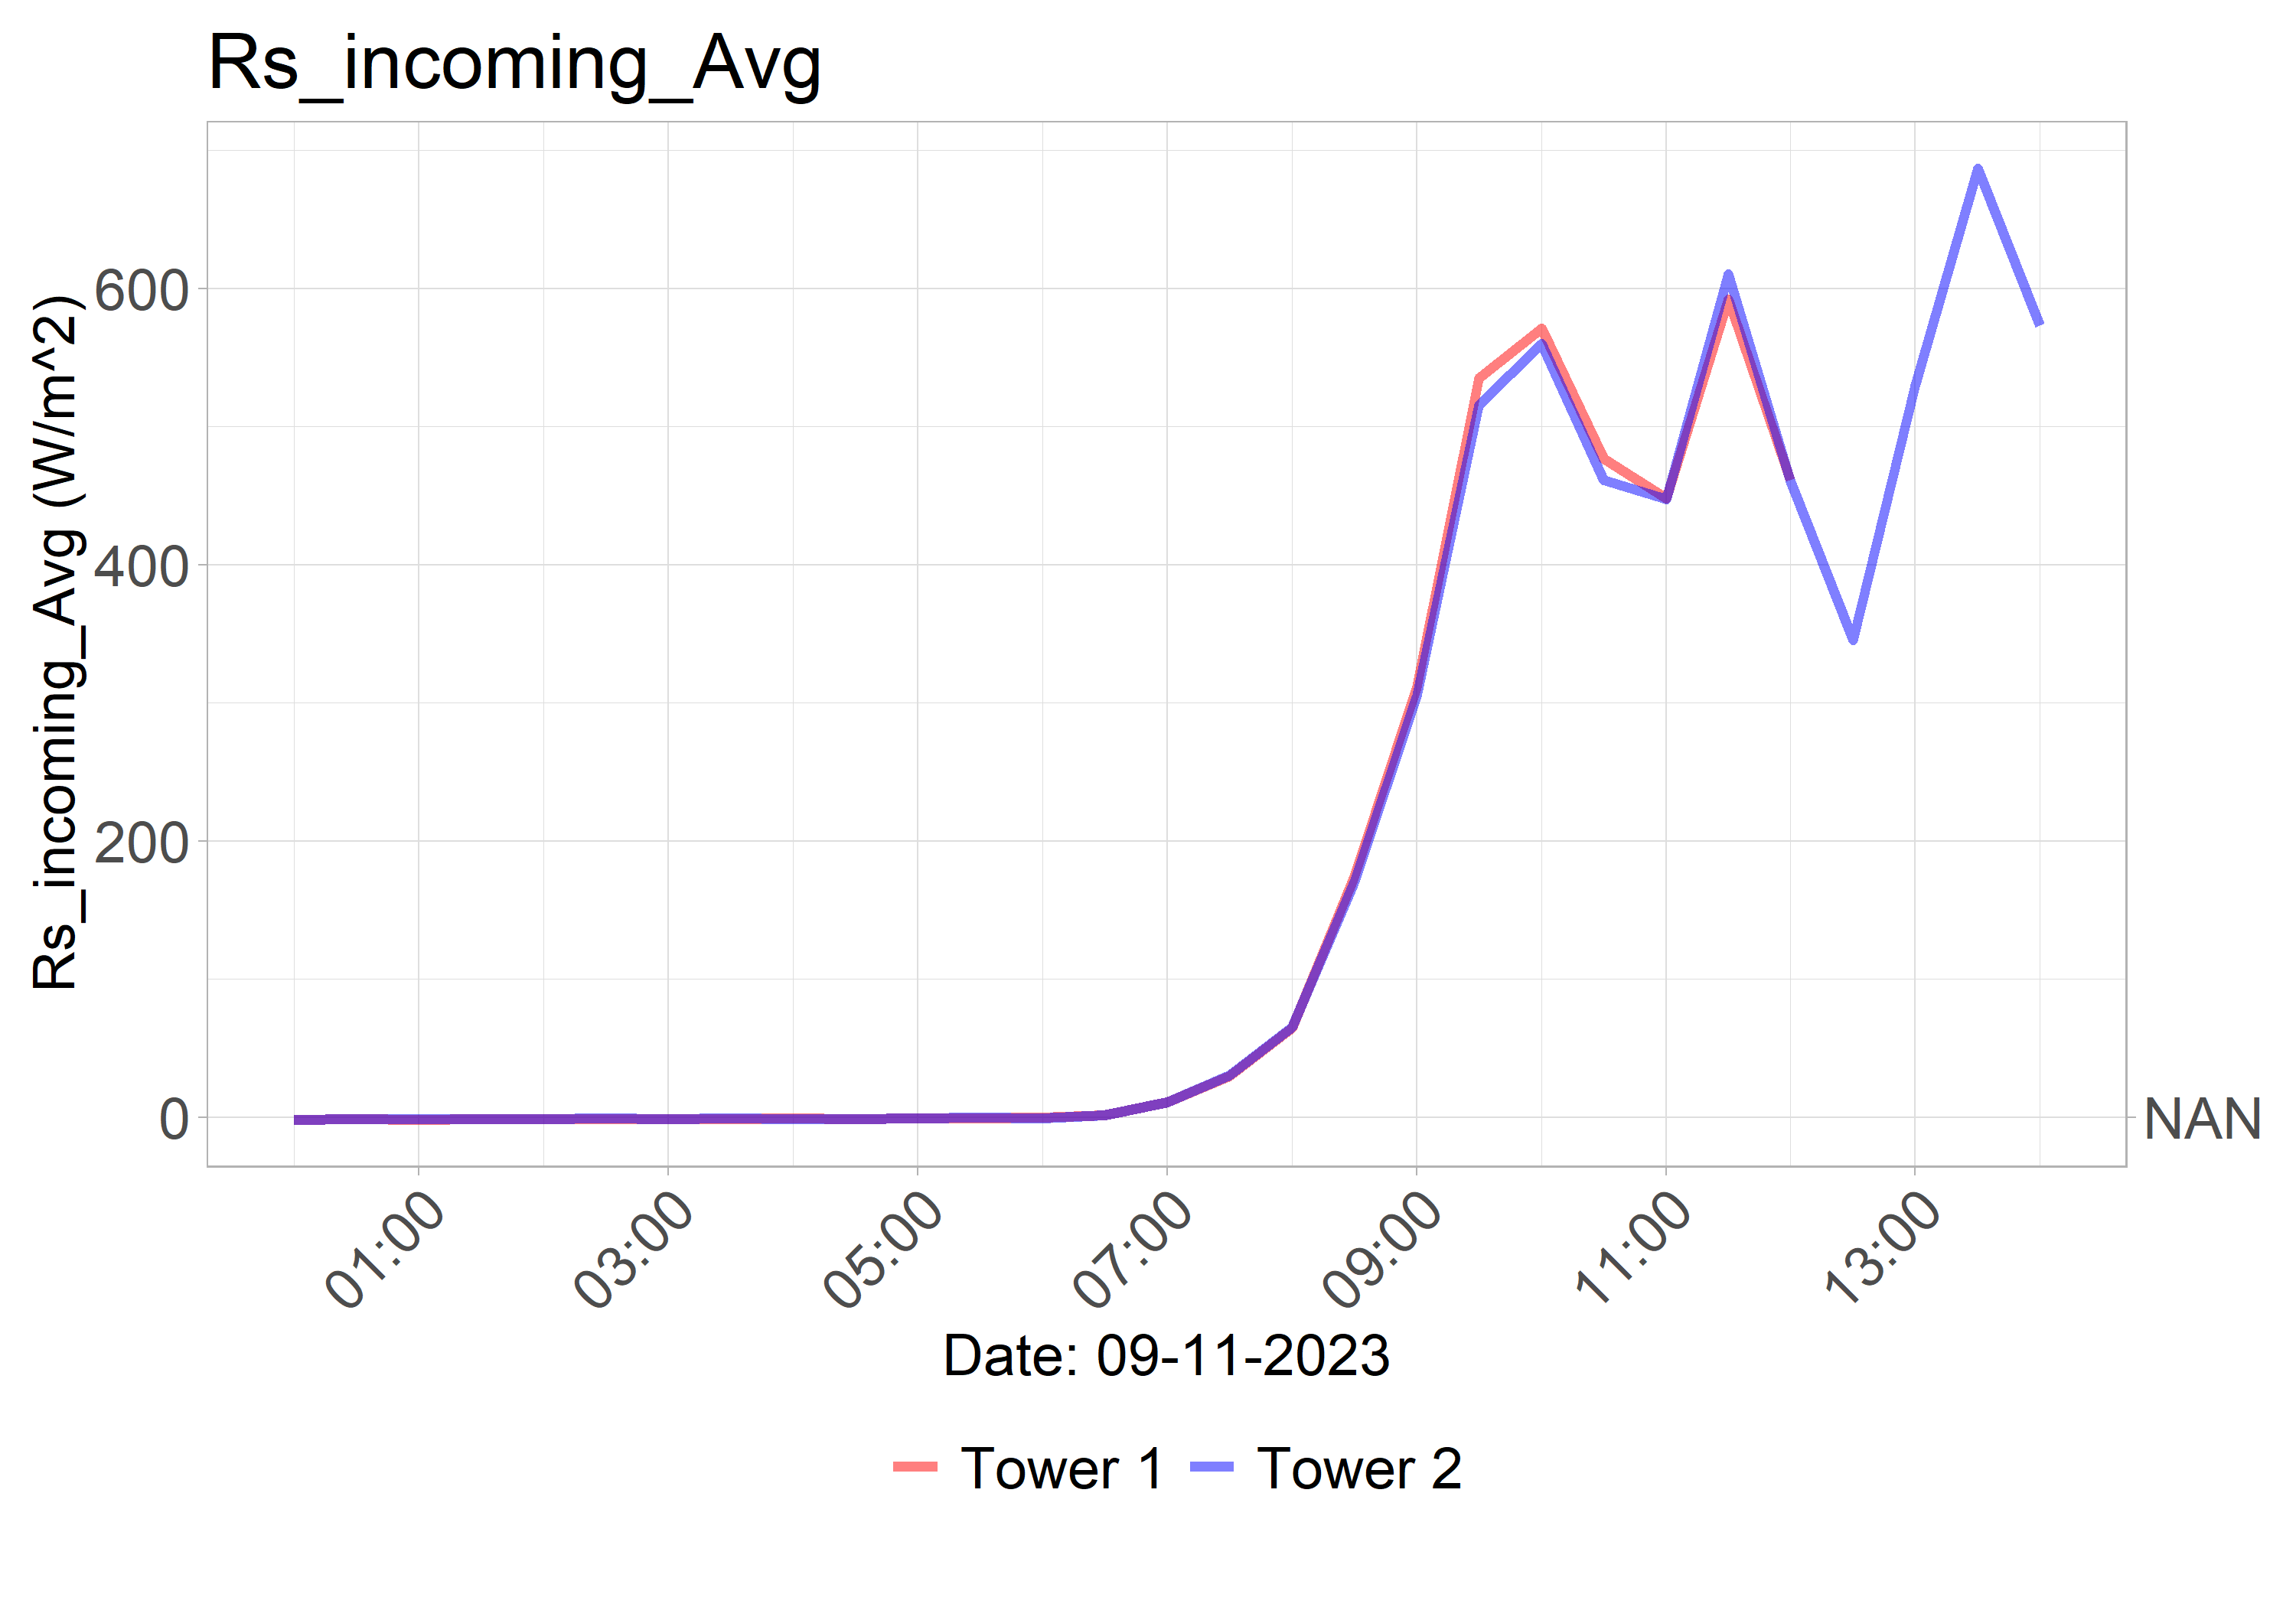 Rs_incoming_Avg
Rs_incoming_Avg (W/m^2)
600
400
200
0
NAN
01:00
03:00
05:00
07:00
09:00
11:00
13:00
Date: 09-11-2023
Tower 1
Tower 2